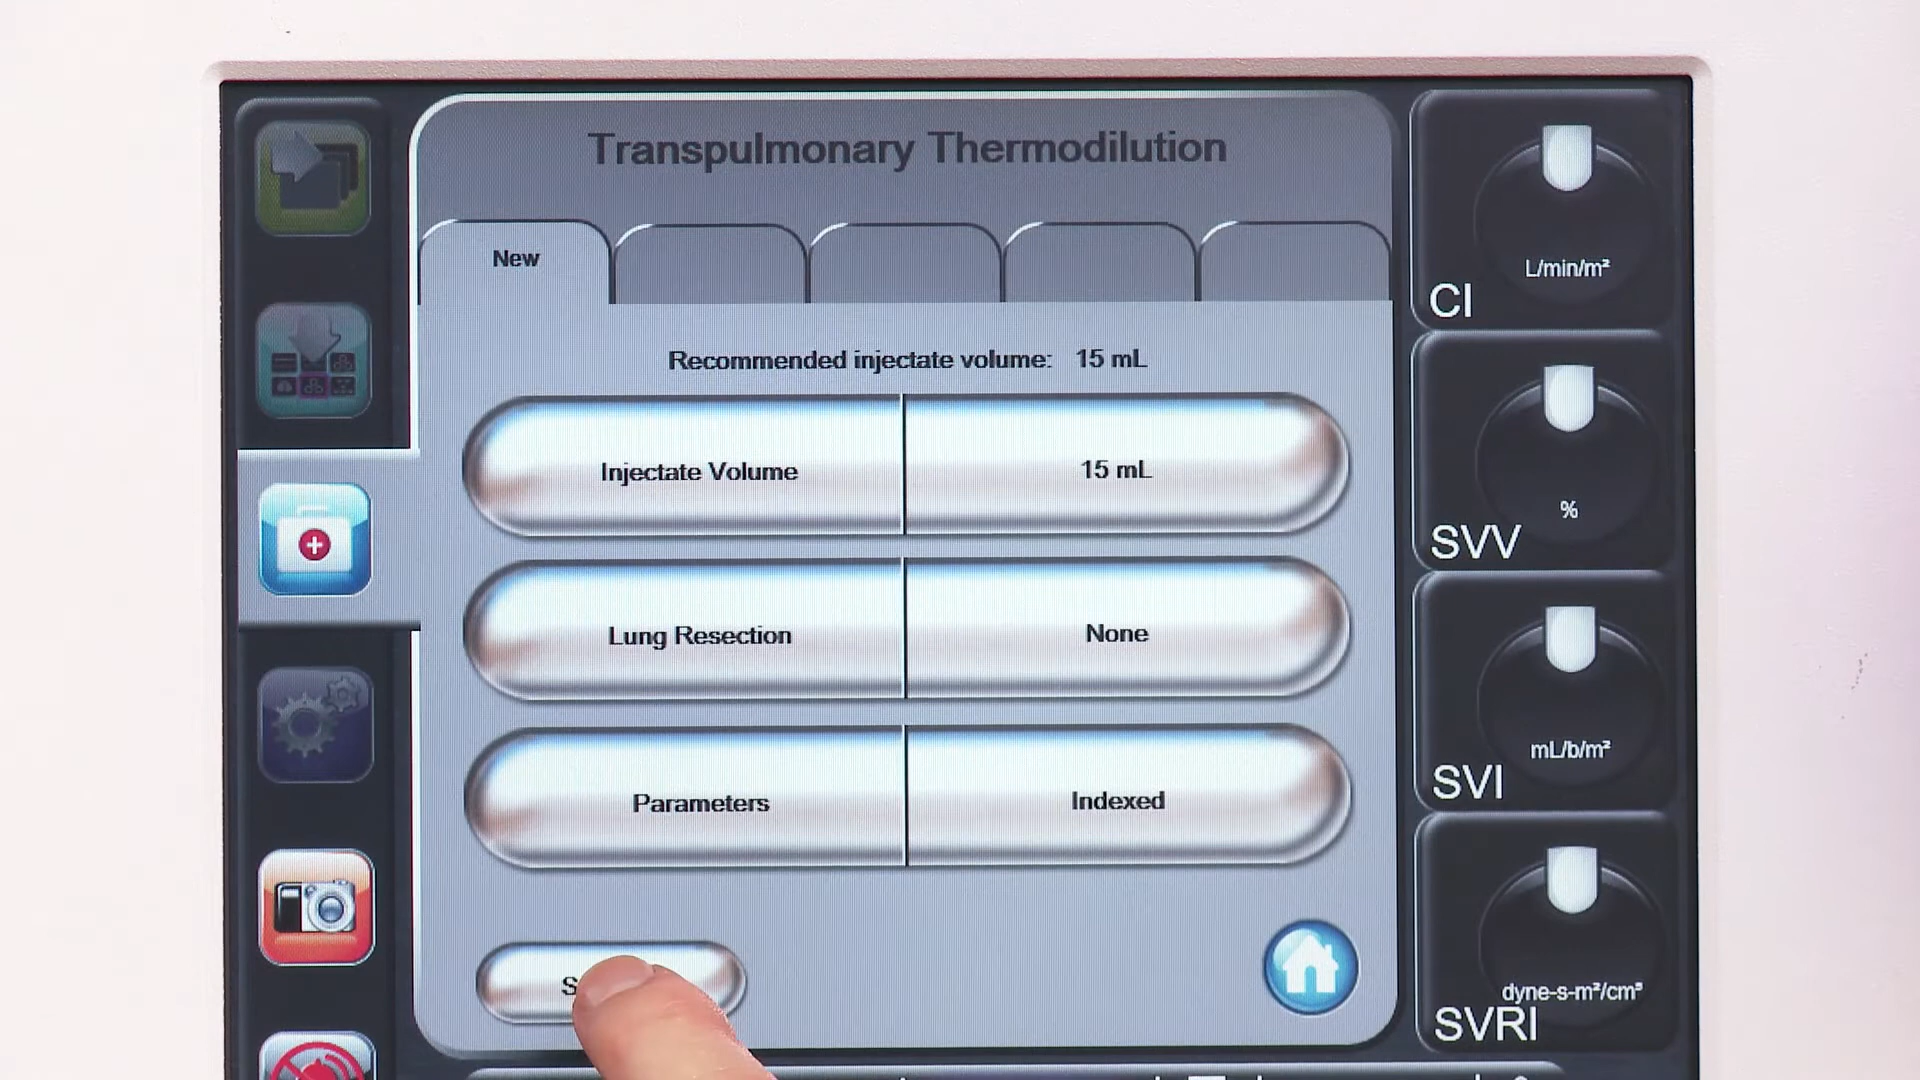 Transpulmonary Thermodilution
New
Recommended injectate volume: 15 mL
Injectate Volume 15 mL
Lung Resection None
Parameters Indexed
L/min/m²
CI
%
SVV
mL/b/m²
SVI
dyne-s-m²/cm⁵
SVRI